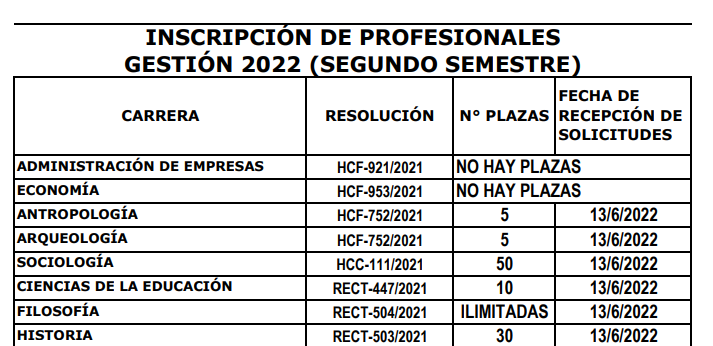 INSCRIPCIÓN DE PROFESIONALES
GESTIÓN 2022 (SEGUNDO SEMESTRE)
CARRERA RESOLUCIÓN N° PLAZAS FECHA DE
RECEPCIÓN DE
SOLICITUDES
ADMINISTRACIÓN DE EMPRESAS HCF-921/2021 NO HAY PLAZAS
ECONOMÍA HCF-953/2021 NO HAY PLAZAS
ANTROPOLOGÍA HCF-752/2021 5 13/6/2022
ARQUEOLOGÍA HCF-752/2021 5 13/6/2022
SOCIOLOGÍA HCC-111/2021 50 13/6/2022
CIENCIAS DE LA EDUCACIÓN RECT-447/2021 10 13/6/2022
FILOSOFÍA RECT-504/2021 ILIMITADAS 13/6/2022
HISTORIA RECT-503/2021 30 13/6/2022